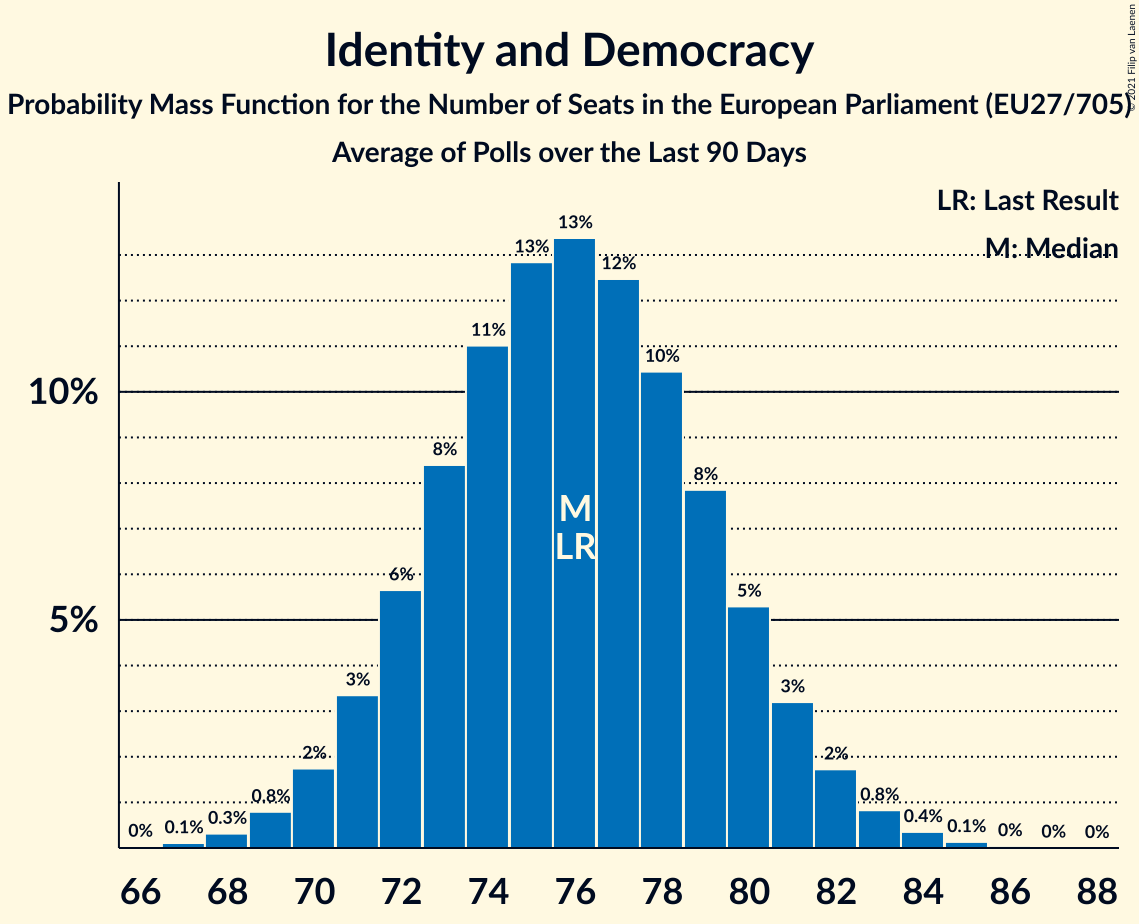 Identity and Democracy
Probability Mass Function for the Number of Seats in the European Parliament (EU27/705)
Average of Polls over the Last 90 Days
© 2021 Filip van Laenen
LR: Last Result
M: Median
10%
5%
0%
0.1%
0.3%
0.8%
2%
3%
6%
8%
11%
13%
13%
12%
10%
8%
5%
3%
2%
0.8%
0.4%
0.1%
0%
0%
0%
M
LR
66 68 70 72 74 76 78 80 82 84 86 88